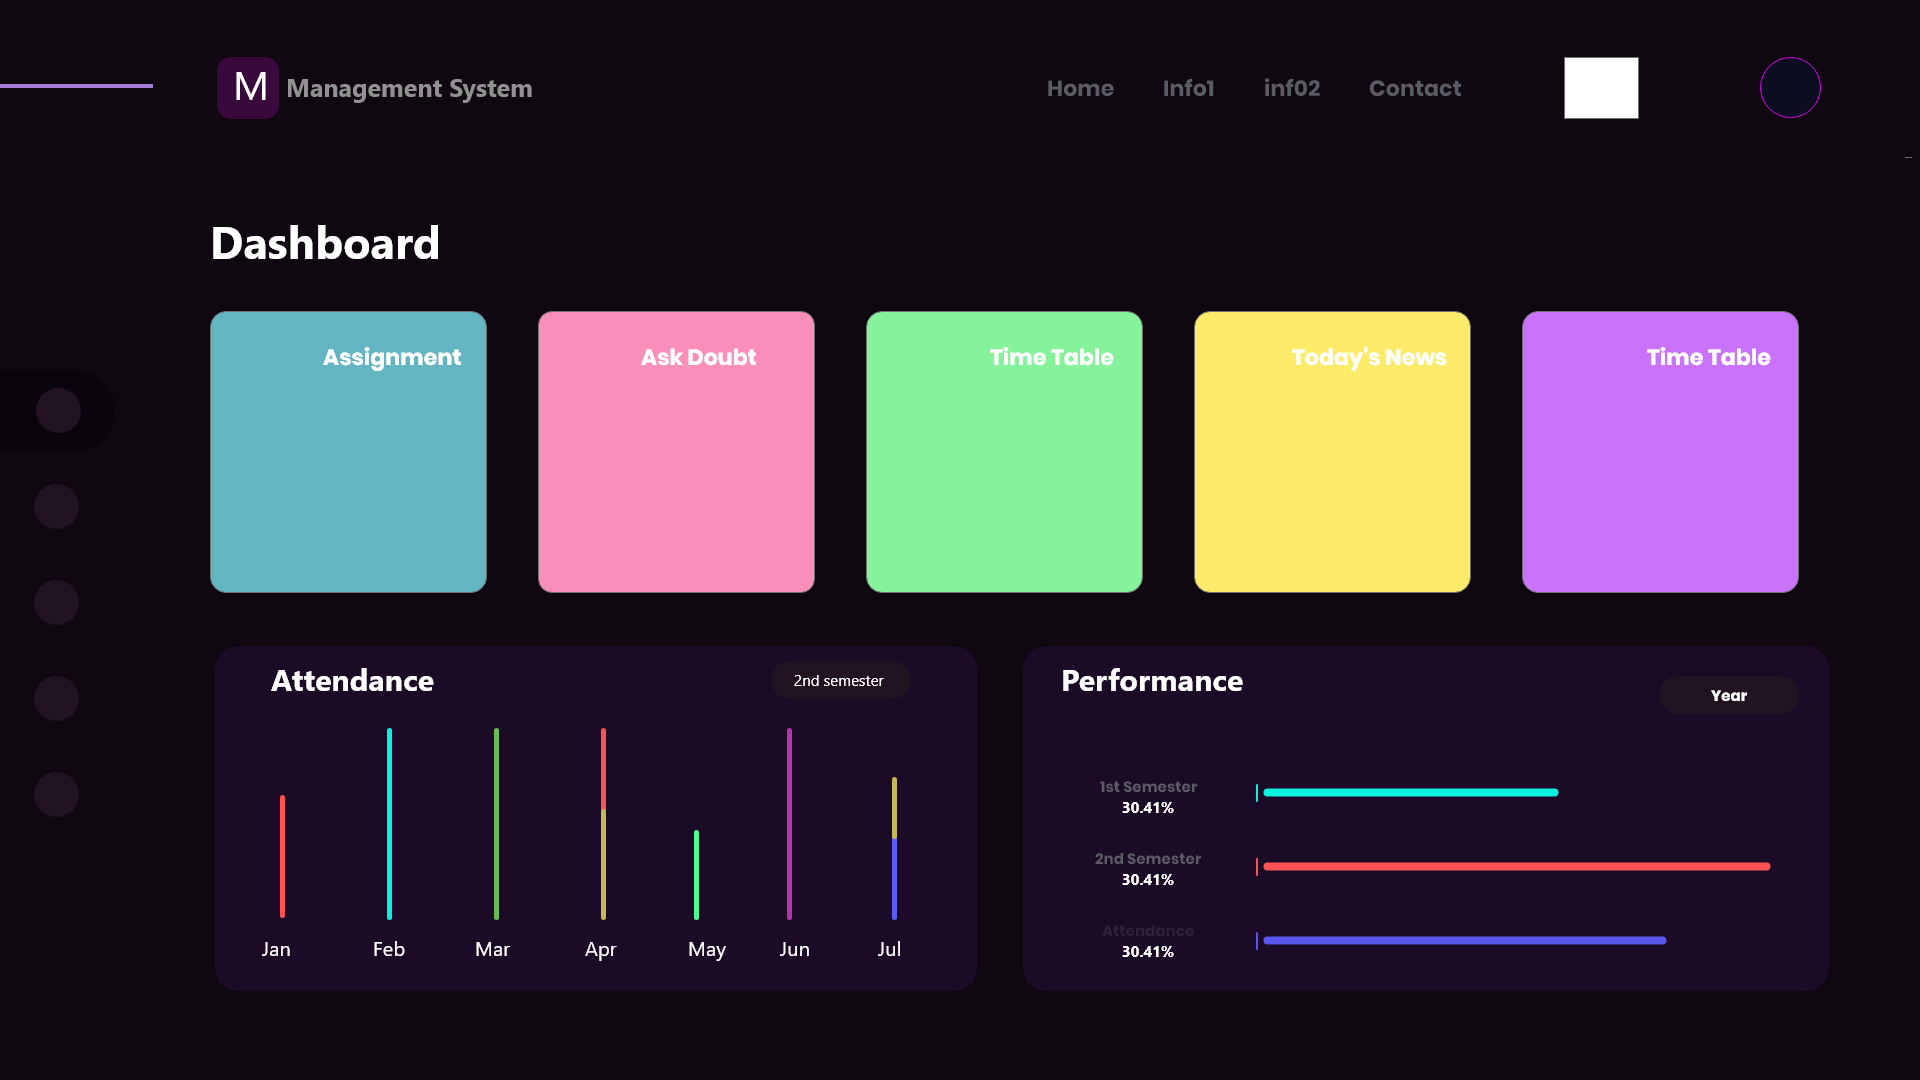 M Management System
Home Info1 inf02 Contact
Dashboard
Assignment
Ask Doubt
Time Table
Today's News
Time Table
Attendance
2nd semester
Jan Feb Mar Apr May Jun Jul
Performance
Year
1st Semester
30.41%
2nd Semester
30.41%
Attendance
30.41%